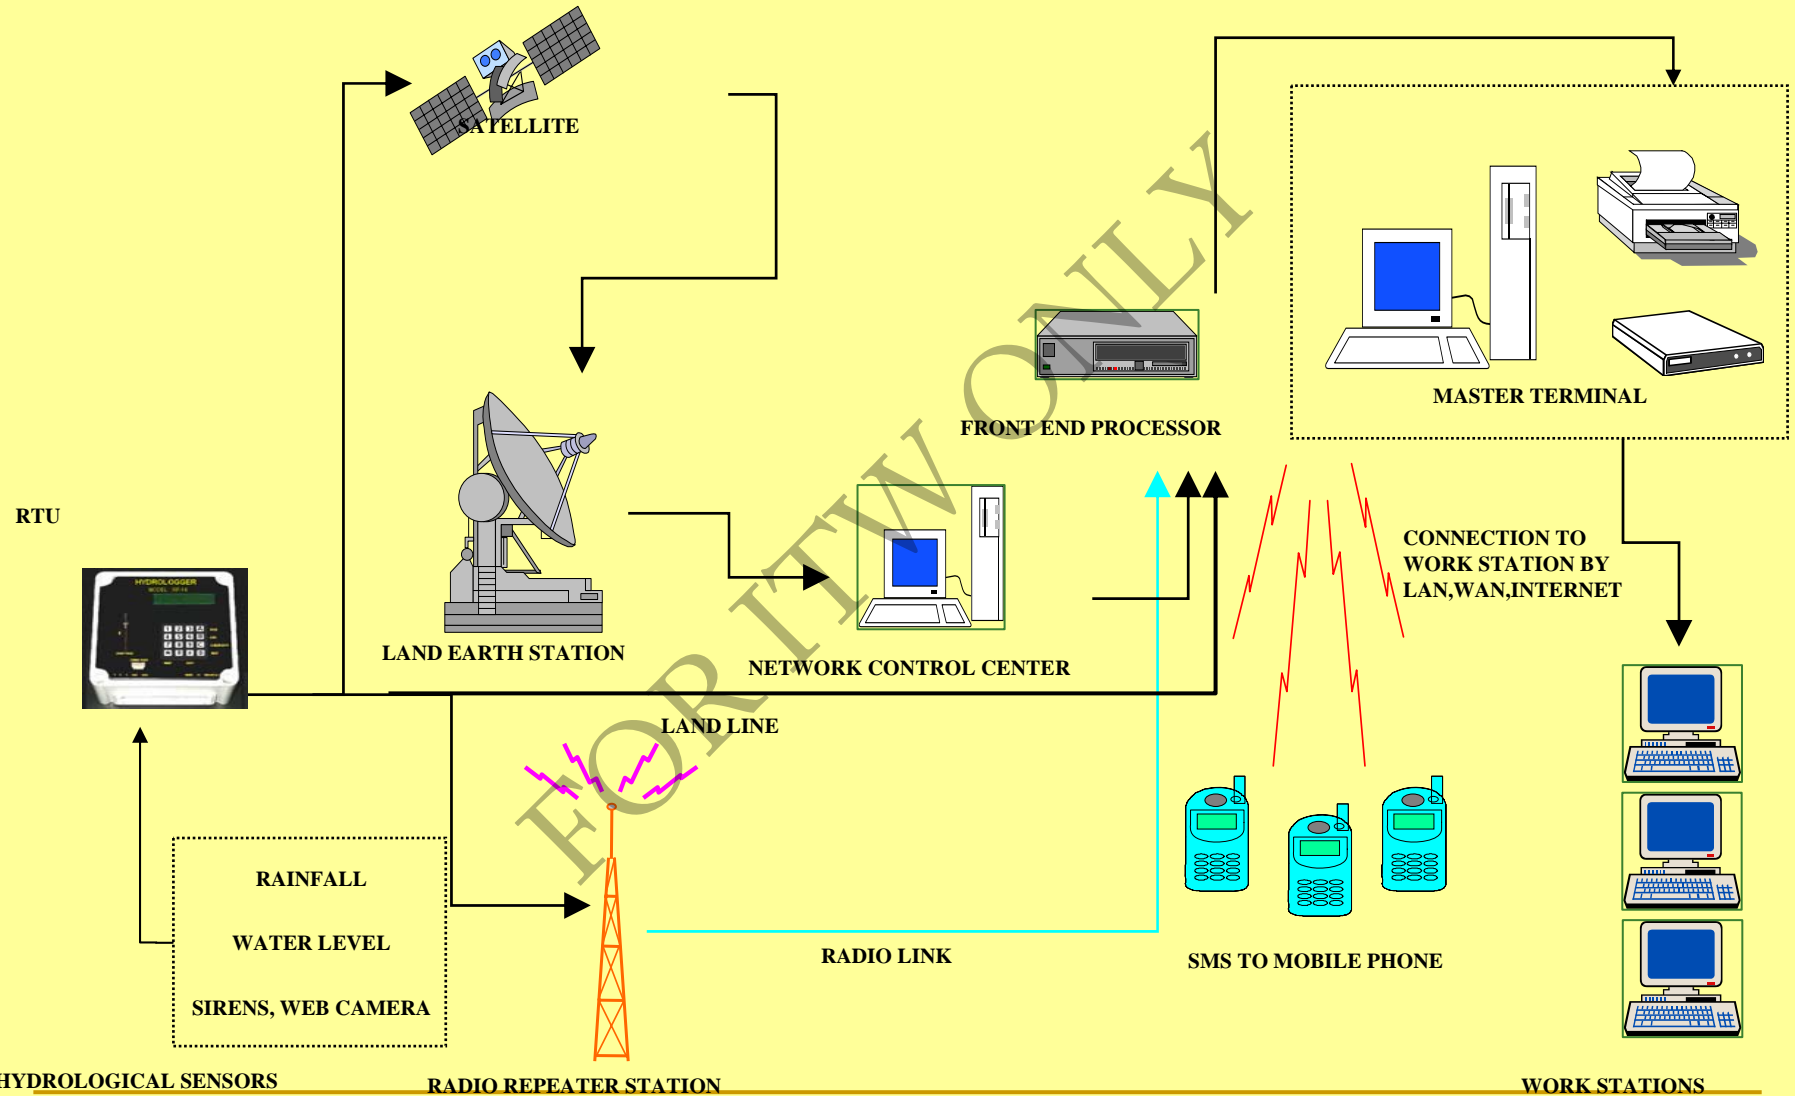 SATELLITE
MASTER TERMINAL
FRONT END PROCESSOR
RTU
CONNECTION TO
WORK STATION BY
LAN,WAN,INTERNET
HYDROLOGGER
LAND EARTH STATION
NETWORK CONTROL CENTER
LAND LINE
FOR ITW ONLY
RAINFALL
WATER LEVEL
SIRENS, WEB CAMERA
RADIO LINK
SMS TO MOBILE PHONE
HYDROLOGICAL SENSORS
RADIO REPEATER STATION
WORK STATIONS